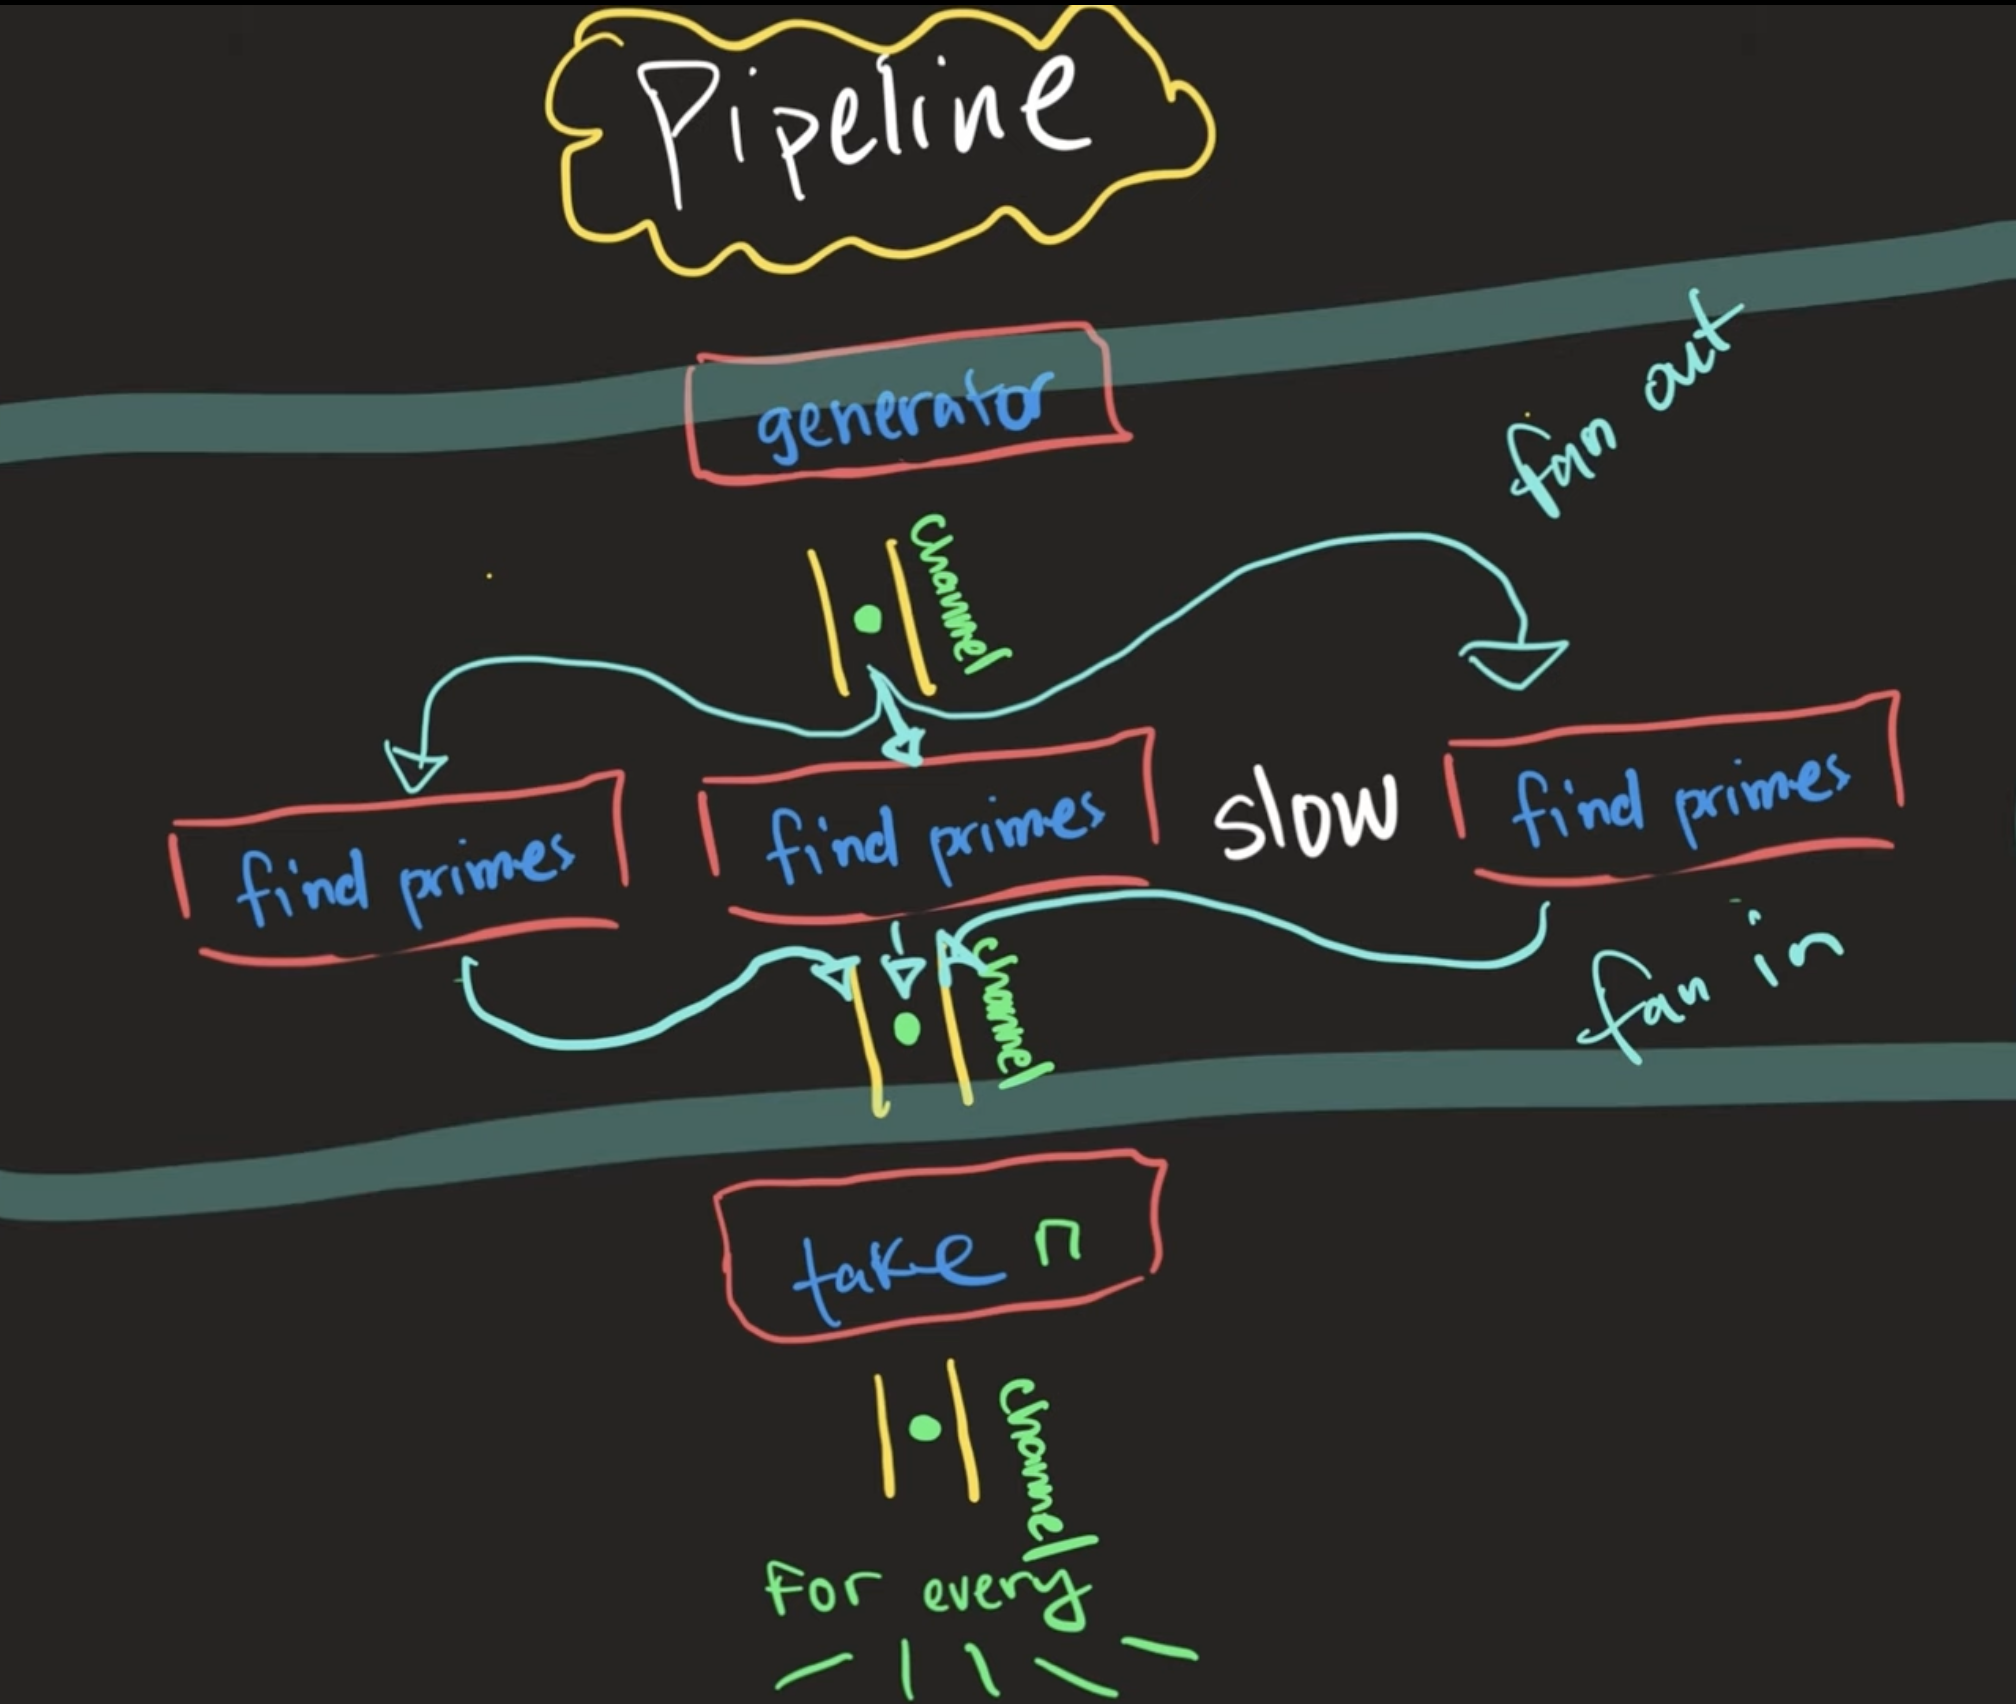 Pipeline
fan out
generator
channel
find primes
find primes
slow
find primes
channel
fan in
take n
channel
for every